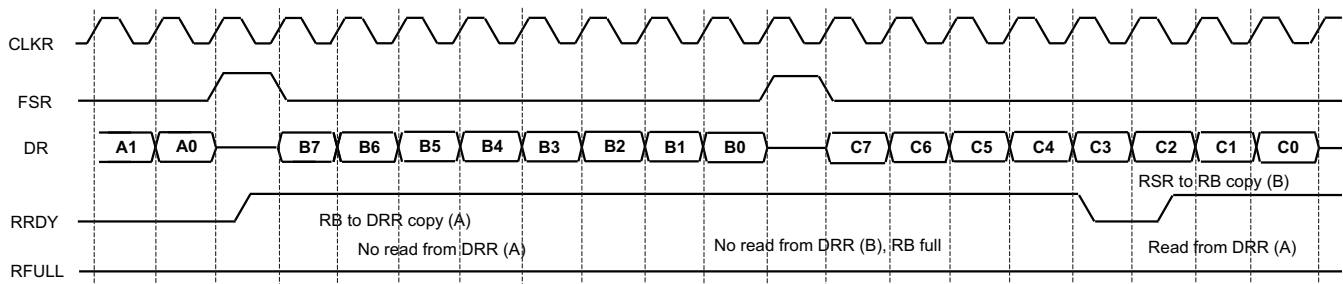 CLKR
FSR
DR A1 A0 B7 B6 B5 B4 B3 B2 B1 B0 C7 C6 C5 C4 C3 C2 C1 C0
RSR to RB copy (B)
RRDY RB to DRR copy (A)
No read from DRR (A) No read from DRR (B), RB full Read from DRR (A)
RFULL